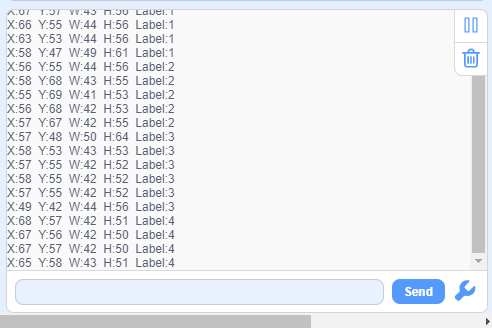 X:67 Y:57 W:43 H:56 Label:1
X:66 Y:55 W:44 H:56 Label:1
X:63 Y:53 W:44 H:56 Label:1
X:58 Y:47 W:49 H:61 Label:1
X:56 Y:55 W:44 H:56 Label:2
X:58 Y:68 W:43 H:55 Label:2
X:55 Y:69 W:41 H:53 Label:2
X:56 Y:68 W:42 H:53 Label:2
X:57 Y:67 W:42 H:55 Label:2
X:57 Y:48 W:50 H:64 Label:3
X:58 Y:53 W:43 H:53 Label:3
X:57 Y:55 W:42 H:52 Label:3
X:58 Y:55 W:42 H:52 Label:3
X:57 Y:55 W:42 H:52 Label:3
X:49 Y:42 W:44 H:56 Label:3
X:68 Y:57 W:42 H:51 Label:4
X:67 Y:56 W:42 H:50 Label:4
X:67 Y:57 W:42 H:50 Label:4
X:65 Y:58 W:43 H:51 Label:4
Send